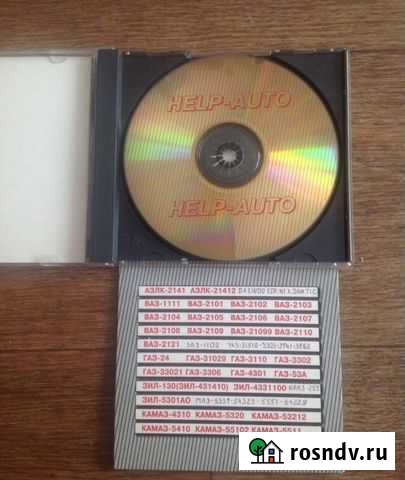 HELP-AUTO
HELP-AUTO
АЗЛК-2141 АЗЛК-21412 DAEWOO
ВАЗ-1111 ВАЗ-2101 ВАЗ-2102 ВАЗ-2103
ВАЗ-2104 ВАЗ-2105 ВАЗ-2106 ВАЗ-2107
ВАЗ-2108 ВАЗ-2109 ВАЗ-21099 ВАЗ-2110
ВАЗ-2121
ГАЗ-24 ГАЗ-31029 ГАЗ-3110 ГАЗ-3302
ГАЗ-33021 ГАЗ-3306 ГАЗ-4301 ГАЗ-53А
ЗИЛ-130(ЗИЛ-431410) ЗИЛ-4331100
ЗИЛ-5301АО
КАМАЗ-4310 КАМАЗ-5320 КАМАЗ-53212
КАМАЗ-5410 КАМАЗ-55102 КАМАЗ-5511
rosndv.ru